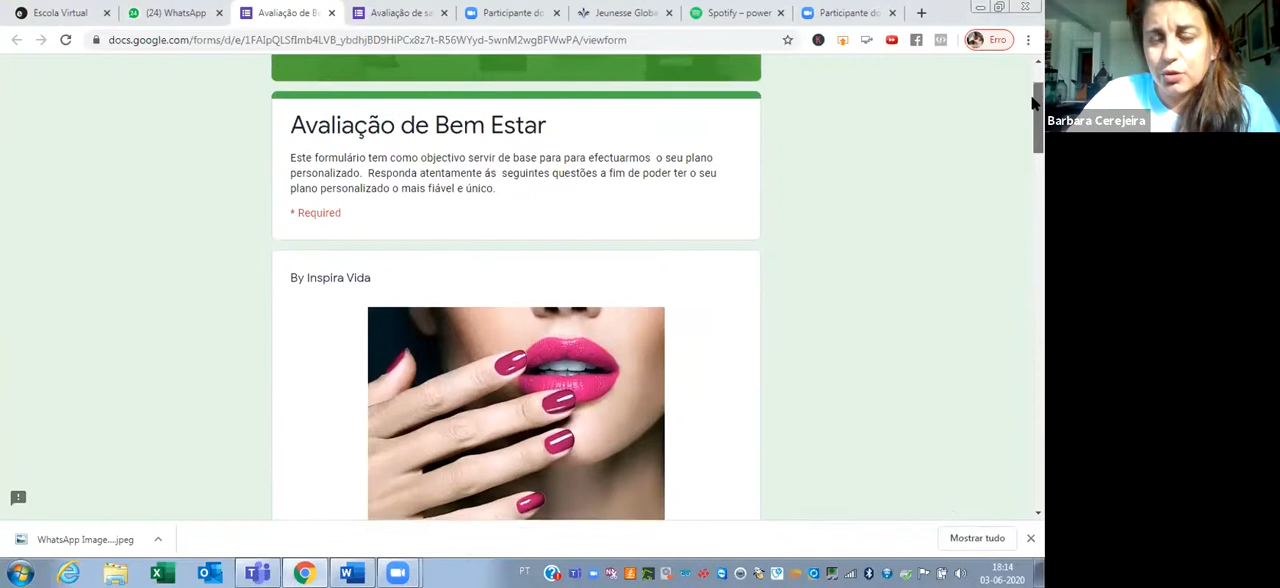 Escola Virtual
(24) WhatsApp
Avaliação de Be
Avaliação de sa
Participante do
Jeunesse Globa
Spotify – power
Participante do
docs.google.com/forms/d/e/1FAIpQLSfImb4LVB_ybdhjBD9HiPCx8z7t-R56WYyd-5wnM2wgBFWwPA/viewform
Erro
Barbara Cerejeira
Avaliação de Bem Estar
Este formulário tem como objectivo servir de base para para efectuarmos o seu plano
personalizado. Responda atentamente ás seguintes questões a fim de poder ter o seu
plano personalizado o mais fiável e único.
* Required
By Inspira Vida
WhatsApp Image....jpeg
Mostrar tudo
PT
18:14
03-06-2020